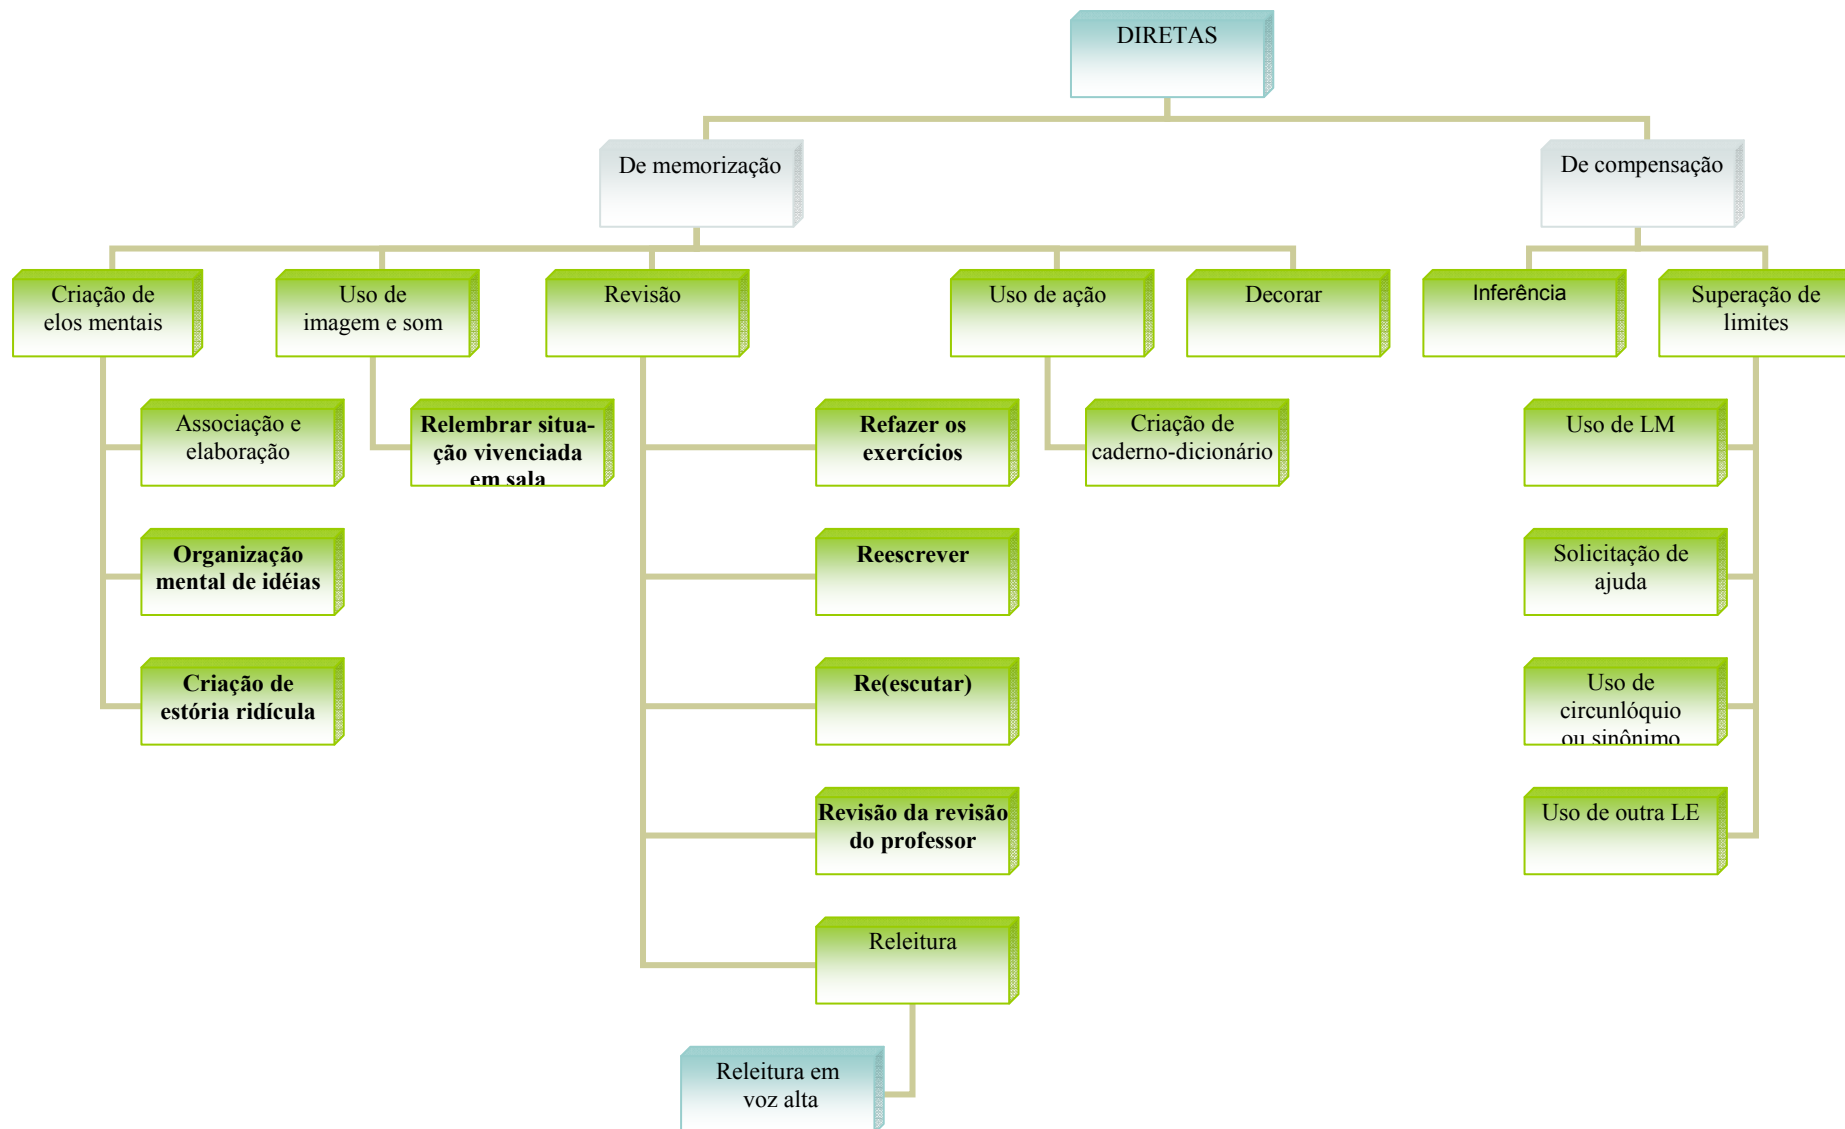 DIRETAS
De memorização
De compensação
Criação de
elos mentais
Uso de
imagem e som
Revisão
Uso de ação
Decorar
Inferência
Superação de
limites
Associação e
elaboração
Relembrar situa-
ção vivenciada
em sala
Refazer os
exercícios
Criação de
caderno-dicionário
Uso de LM
Organização
mental de idéias
Reescrever
Solicitação de
ajuda
Criação de
estória ridícula
Re(escutar)
Uso de
circunlóquio
ou sinônimo
Revisão da revisão
do professor
Uso de outra LE
Releitura
Releitura em
voz alta